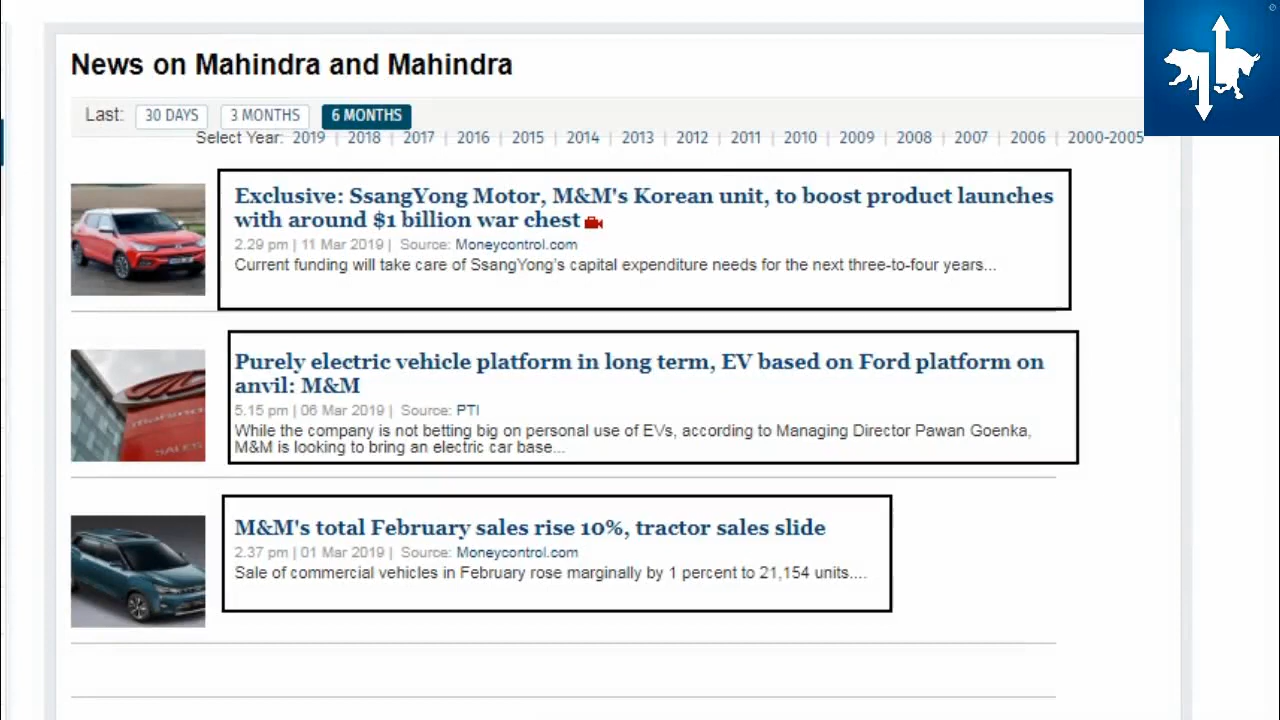 News on Mahindra and Mahindra
Last: 30 DAYS 3 MONTHS 6 MONTHS
Select Year: 2019 | 2018 | 2017 | 2016 | 2015 | 2014 | 2013 | 2012 | 2011 | 2010 | 2009 | 2008 | 2007 | 2006 | 2000-2005
Exclusive: SsangYong Motor, M&M's Korean unit, to boost product launches
with around $1 billion war chest
2.29 pm | 11 Mar 2019 | Source: Moneycontrol.com
Current funding will take care of SsangYong's capital expenditure needs for the next three-to-four years...
Purely electric vehicle platform in long term, EV based on Ford platform on
anvil: M&M
5.15 pm | 06 Mar 2019 | Source: PTI
While the company is not betting big on personal use of EVs, according to Managing Director Pawan Goenka,
M&M is looking to bring an electric car base...
mahindra
SALES
M&M's total February sales rise 10%, tractor sales slide
2.37 pm | 01 Mar 2019 | Source: Moneycontrol.com
Sale of commercial vehicles in February rose marginally by 1 percent to 21,154 units....